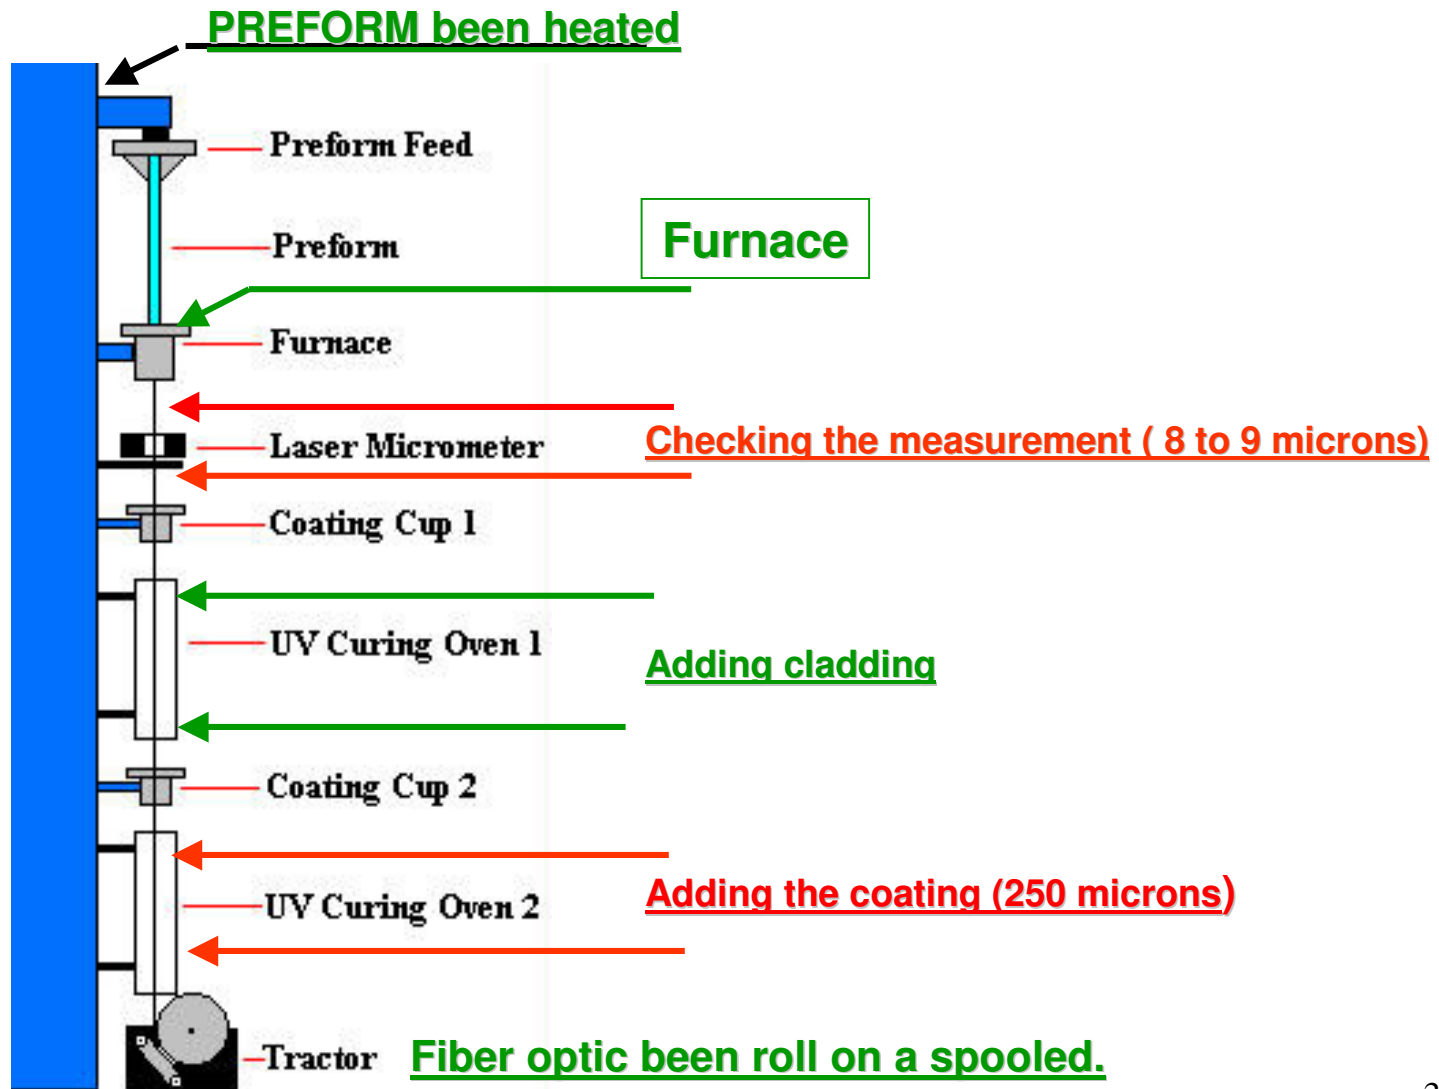 PREFORM been heated
Preform Feed
Preform
Furnace
Furnace
Laser Micrometer
Checking the measurement ( 8 to 9 microns)
Coating Cup 1
UV Curing Oven 1
Adding cladding
Coating Cup 2
UV Curing Oven 2
Adding the coating (250 microns)
Tractor
Fiber optic been roll on a spooled.